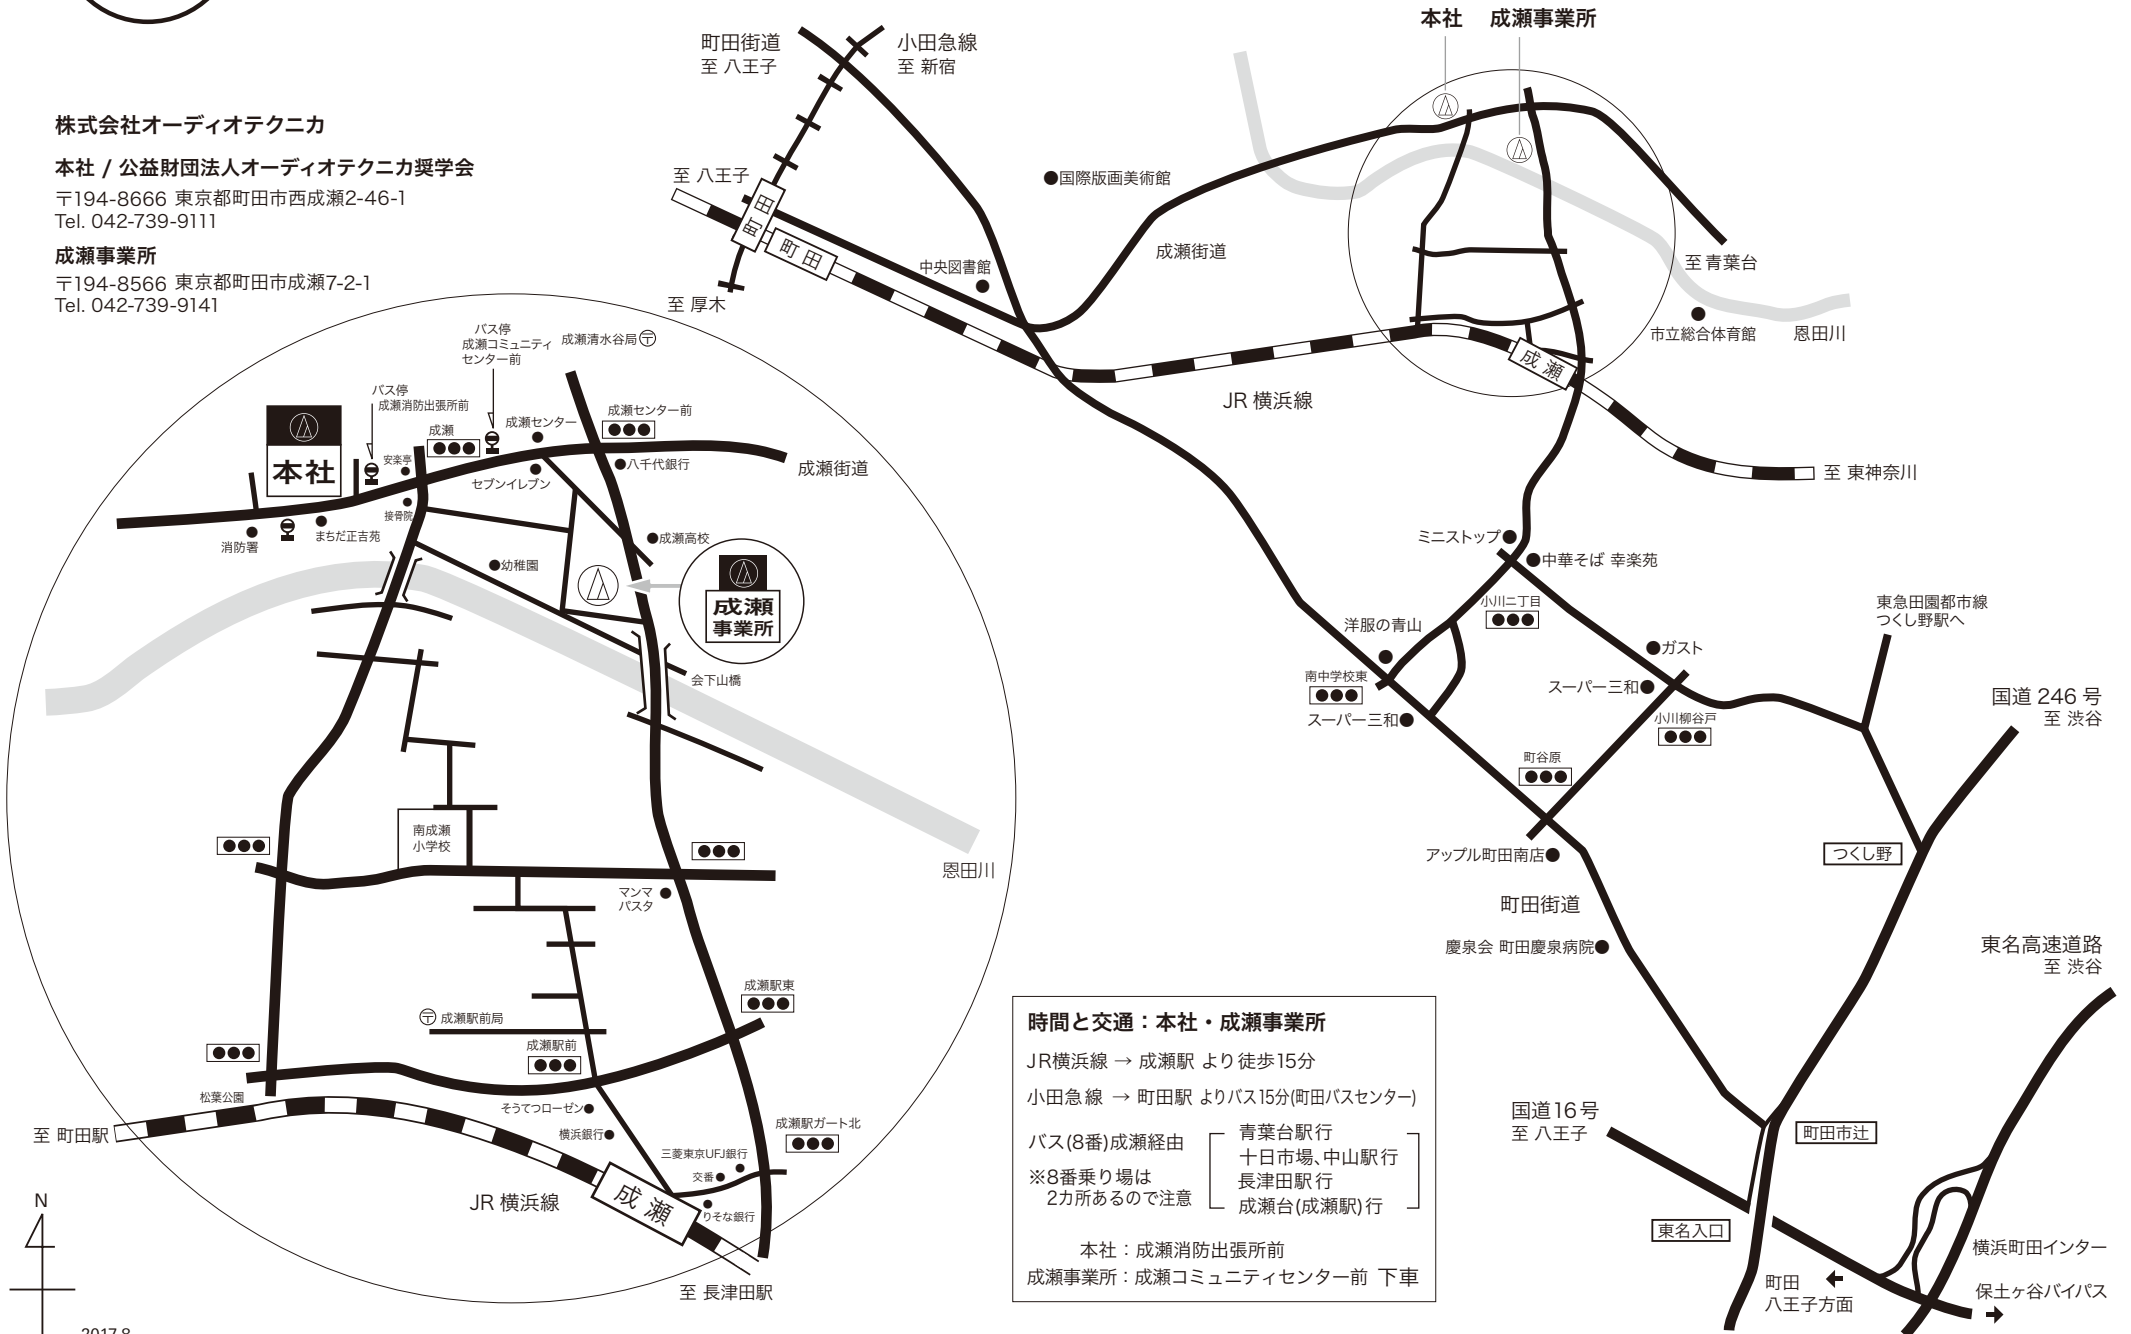 株式会社オーディオテクニカ
本社 / 公益財団法人オーディオテクニカ奨学会
〒194-8666 東京都町田市西成瀬2-46-1
Tel. 042-739-9111
成瀬事業所
〒194-8566 東京都町田市成瀬7-2-1
Tel. 042-739-9141
町田街道
至 八王子
小田急線
至 新宿
至 八王子
町田
町田
至 厚木
中央図書館
国際版画美術館
成瀬街道
本社
成瀬事業所
至 青葉台
市立総合体育館
恩田川
成瀬
JR 横浜線
至 東神奈川
ミニストップ
中華そば 幸楽苑
小川二丁目
洋服の青山
南中学校東
スーパー三和
ガスト
スーパー三和
小川柳谷戸
町谷原
アップル町田南店
町田街道
慶泉会 町田慶泉病院
東急田園都市線
つくし野駅へ
国道 246 号
至 渋谷
つくし野
東名高速道路
至 渋谷
国道16号
至 八王子
町田市辻
東名入口
横浜町田インター
町田
八王子方面
保土ヶ谷バイパス
バス停
成瀬コミュニティ
センター前
成瀬清水谷局
バス停
成瀬消防出張所前
成瀬
成瀬センター
成瀬センター前
本社
安楽亭
八千代銀行
成瀬街道
セブンイレブン
接骨院
消防署
まちだ正吉苑
幼稚園
成瀬高校
成瀬
事業所
会下山橋
南成瀬
小学校
恩田川
マンマ
パスタ
成瀬駅東
成瀬駅前局
成瀬駅前
松葉公園
そうてつローゼン
横浜銀行
三菱東京UFJ銀行
交番
成瀬駅ガート北
りそな銀行
至 町田駅
JR 横浜線
成瀬
至 長津田駅
N
2017.8
時間と交通：本社・成瀬事業所
JR横浜線 → 成瀬駅 より徒歩15分
小田急線 → 町田駅 よりバス15分(町田バスセンター)
バス(8番)成瀬経由
※8番乗り場は
2カ所あるので注意
青葉台駅行
十日市場、中山駅行
長津田駅行
成瀬台(成瀬駅)行
本社：成瀬消防出張所前
成瀬事業所：成瀬コミュニティセンター前 下車